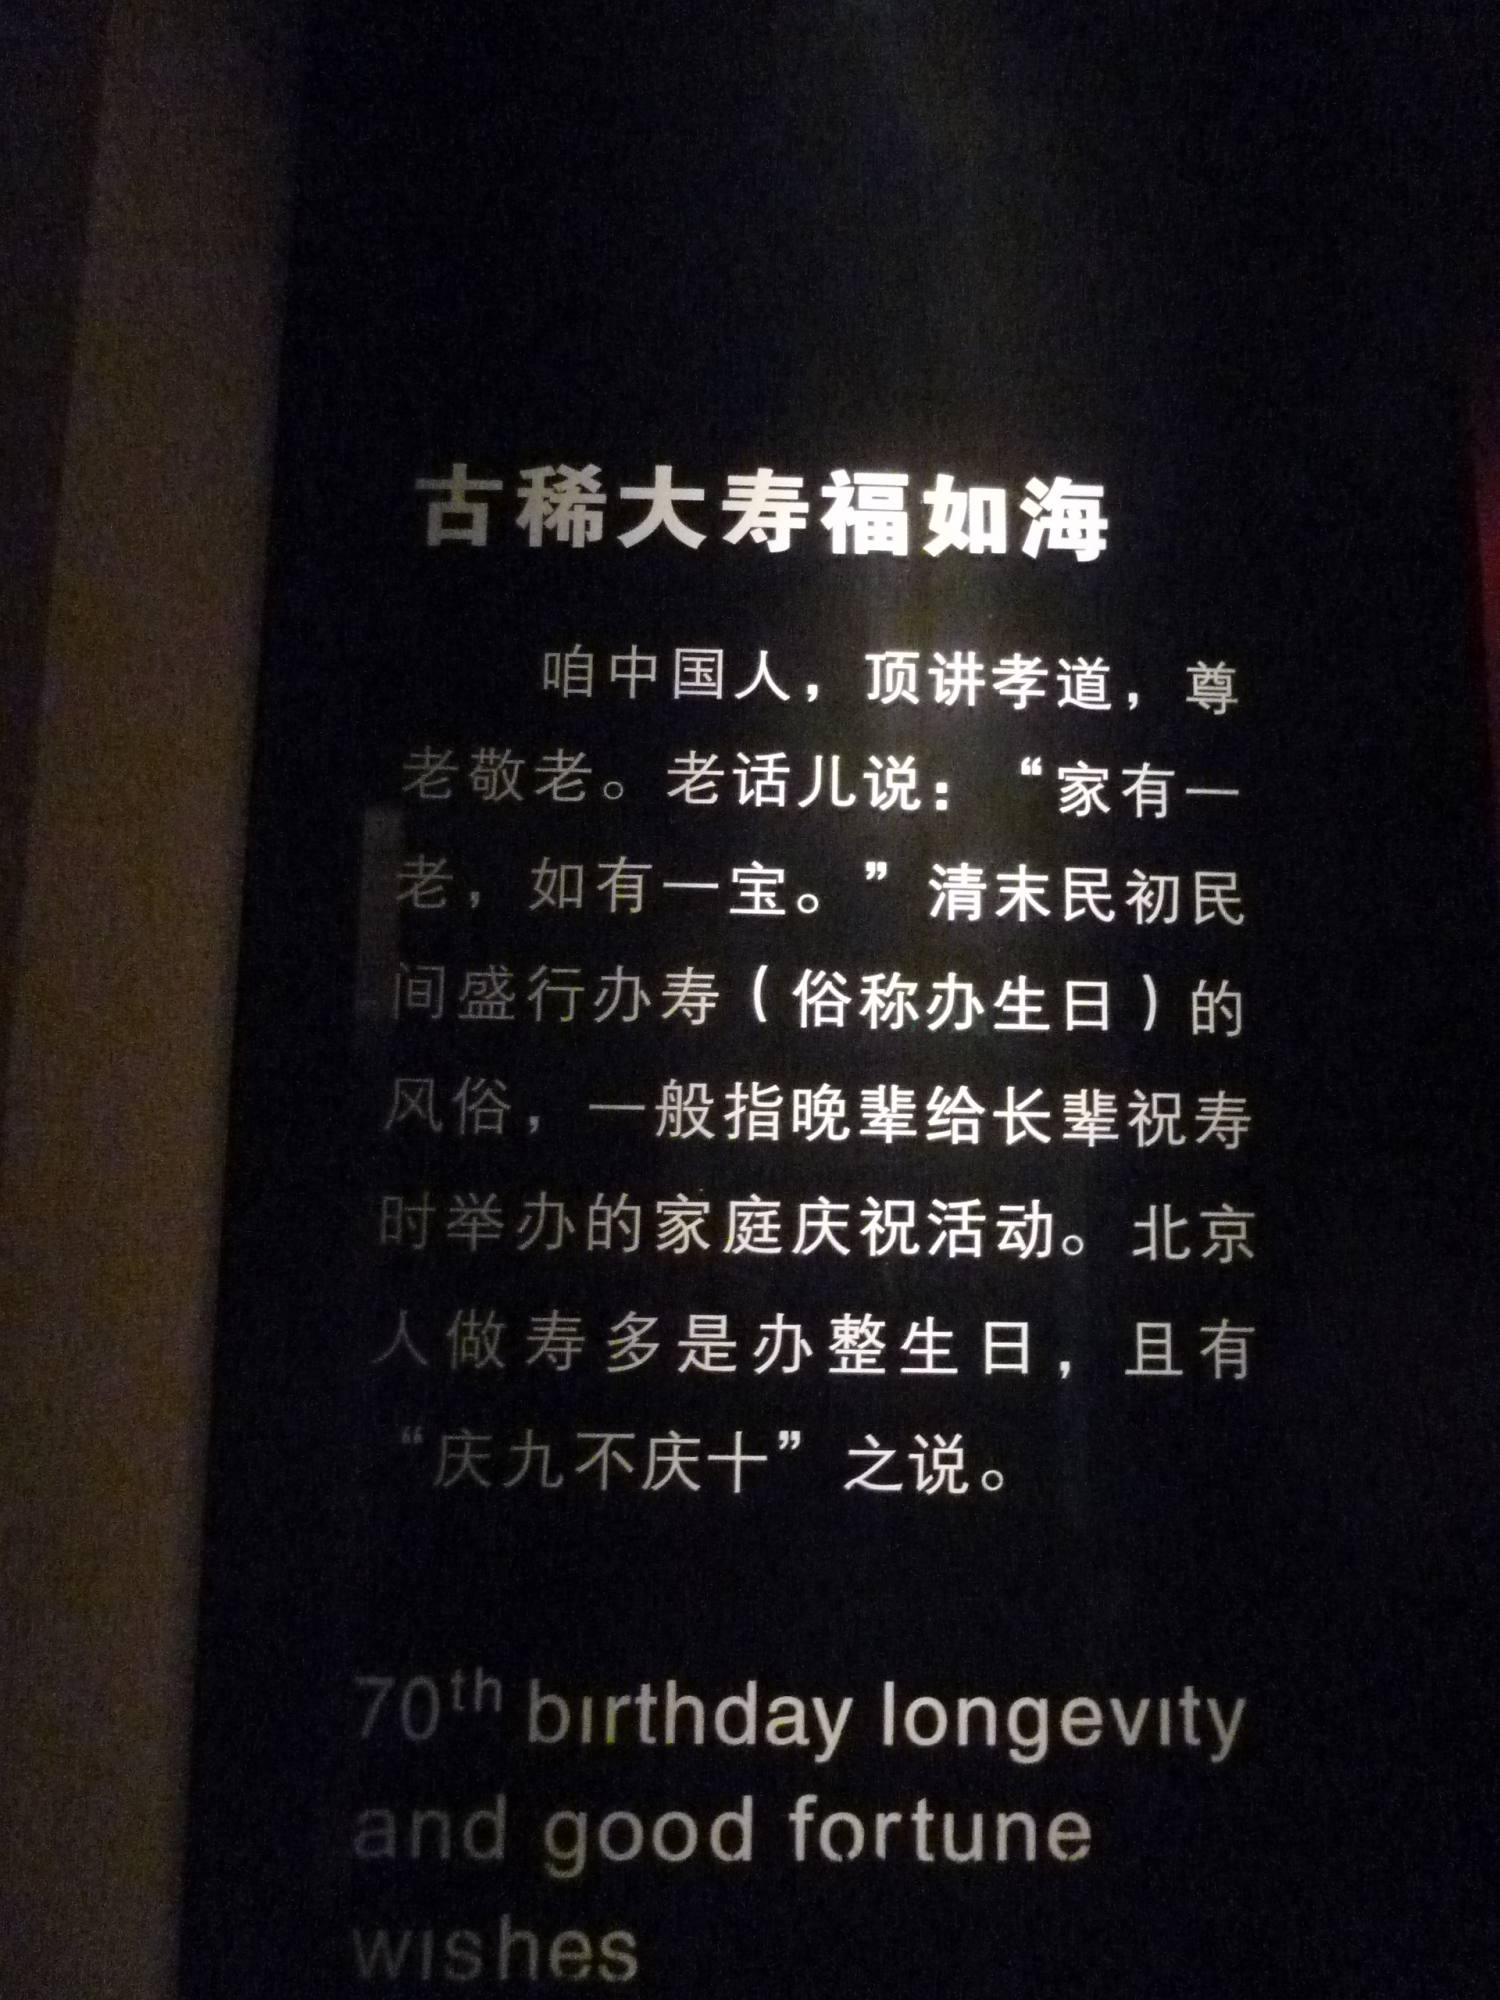 古稀大寿福如海
咱中国人，顶讲孝道，尊
老敬老。老话儿说：“家有一
老，如有一宝。”清末民初民
间盛行办寿（俗称办生日）的
风俗，一般指晚辈给长辈祝寿
时举办的家庭庆祝活动。北京
人做寿多是办整生日，且有
“庆九不庆十”之说。
70th birthday longevity
and good fortune
wishes